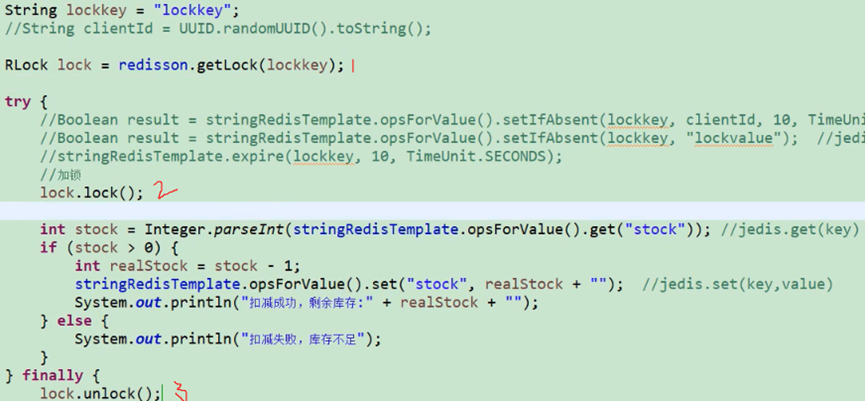 String lockkey = "lockkey";
//String clientId = UUID.randomUUID().toString();
RLock lock = redisson.getLock(lockkey);
try {
//Boolean result = stringRedisTemplate.opsForValue().setIfAbsent(lockkey, clientId, 10, TimeUni
//Boolean result = stringRedisTemplate.opsForValue().setIfAbsent(lockkey, "lockvalue"); //jed
//stringRedisTemplate.expire(lockkey, 10, TimeUnit.SECONDS);
//加锁
lock.lock(); 2
int stock = Integer.parseInt(stringRedisTemplate.opsForValue().get("stock")); //jedis.get(key)
if (stock > 0) {
int realStock = stock - 1;
stringRedisTemplate.opsForValue().set("stock", realStock + ""); //jedis.set(key,value)
System.out.println("扣减成功，剩余库存:" + realStock + "");
} else {
System.out.println("扣减失败，库存不足");
}
} finally {
lock.unlock(); 3